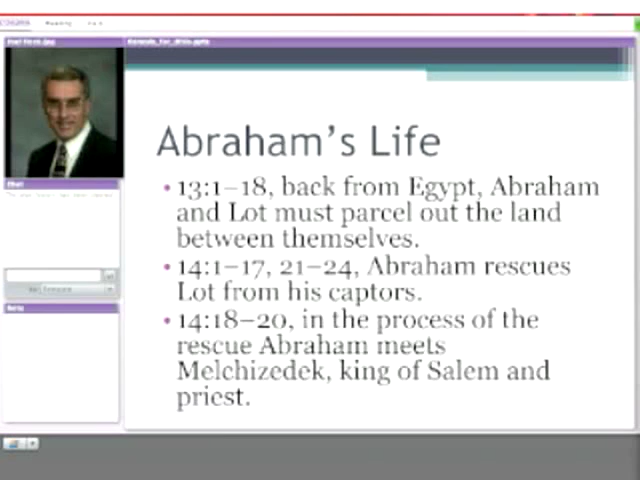 Abraham's Life
• 13:1–18, back from Egypt, Abraham
and Lot must parcel out the land
between themselves.
• 14:1–17, 21–24, Abraham rescues
Lot from his captors.
• 14:18–20, in the process of the
rescue Abraham meets
Melchizedek, king of Salem and
priest.